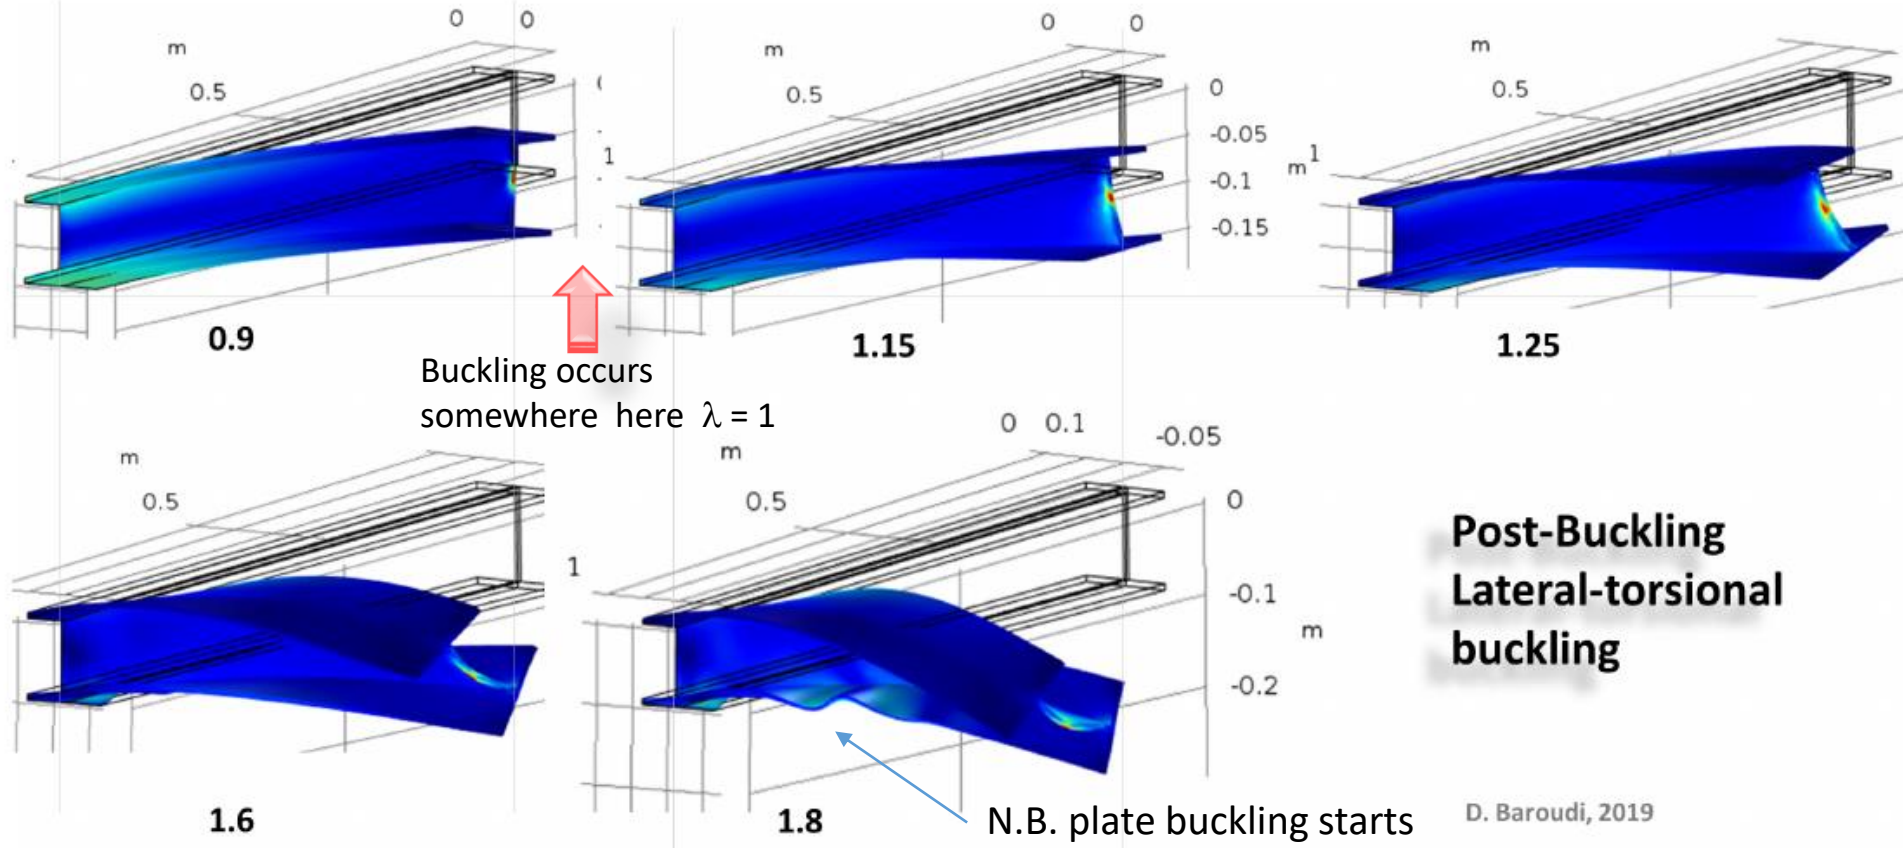 0 0
m
0.5
1
0.9
0 0
m
0.5
0
-0.05
-0.1
-0.15
1.15
m
0.5
m 1
1.25
Buckling occurs
somewhere here λ = 1
m
0.5
1.6
0 0.1
-0.05
m
0.5
0
1
-0.1
m
-0.2
1.8
N.B. plate buckling starts
Post-Buckling
Lateral-torsional
buckling
D. Baroudi, 2019